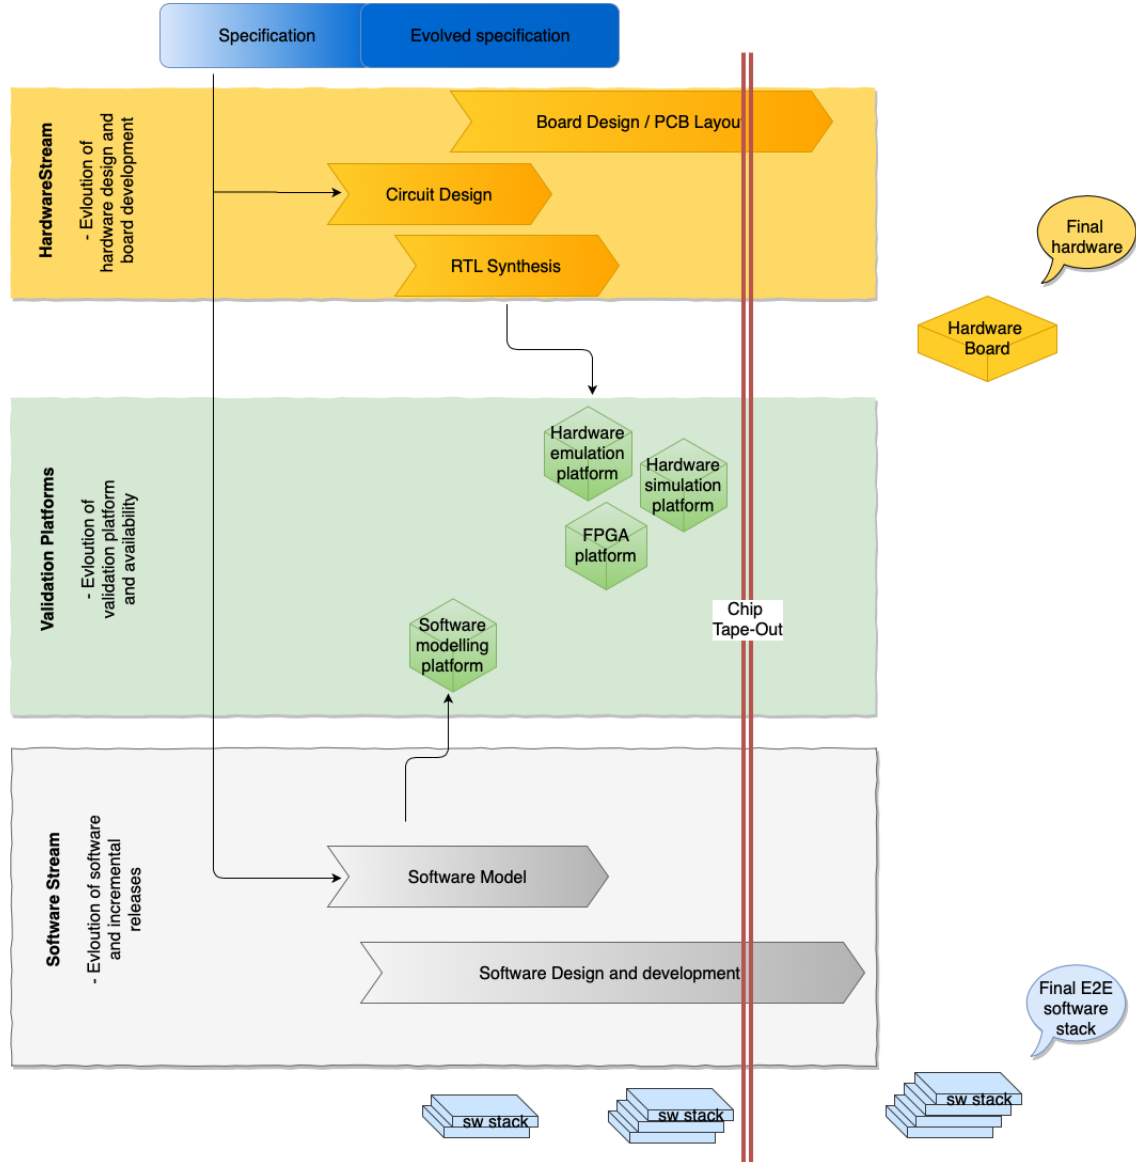 Specification
Evolved specification
HardwareStream
- Evloution of
hardware design and
board development
Board Design / PCB Layout
Circuit Design
RTL Synthesis
Final
hardware
Hardware
Board
Validation Platforms
- Evloution of
validation platform
and availability
Hardware
emulation
platform
Hardware
simulation
platform
FPGA
platform
Software
modelling
platform
Chip
Tape-Out
Software Stream
- Evloution of software
and incremental
releases
Software Model
Software Design and development
Final E2E
software
stack
sw stack
sw stack
sw stack